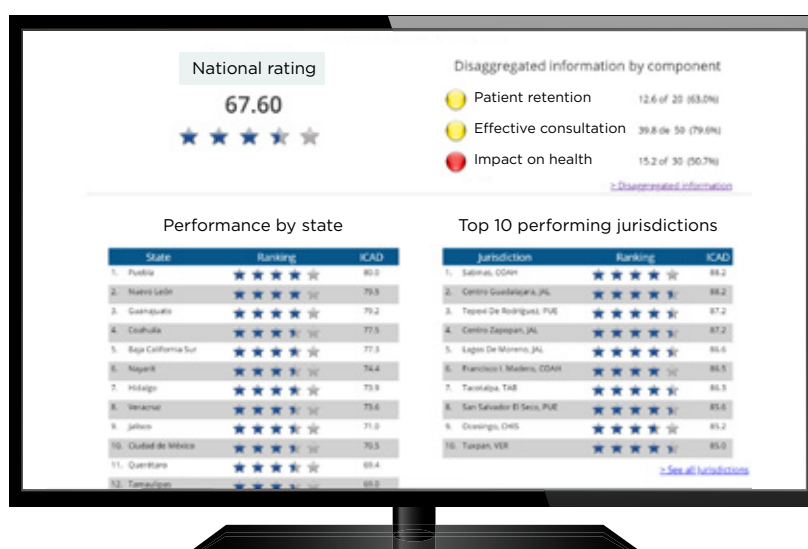 National rating
67.60
Disaggregated information by component
Patient retention 12.6 of 20 (63.0%)
Effective consultation 39.8 de 50 (79.6%)
Impact on health 15.2 of 30 (50.7%)
> Disaggregated information
Performance by state
State Ranking ICAD
1. Puebla 80.0
2. Nuevo León 79.5
3. Guanajuato 79.2
4. Coahuila 77.5
5. Baja California Sur 77.3
6. Nayarit 74.4
7. Hidalgo 73.9
8. Veracruz 73.6
9. Jalisco 71.0
10. Ciudad de México 70.5
11. Querétaro 69.4
12. Tamaulipas 69.0
Top 10 performing jurisdictions
Jurisdiction Ranking ICAD
1. Sabinas, COAH 88.2
2. Centro Guadalajara, JAL 88.2
3. Tepexi De Rodríguez, PUE 87.2
4. Centro Zapopan, JAL 87.2
5. Lagos De Moreno, JAL 86.6
6. Francisco I. Madero, COAH 86.5
7. Tacotalpa, TAB 86.3
8. San Salvador El Seco, PUE 85.6
9. Ocosingo, CHIS 85.2
10. Tuxpan, VER 85.0
> See all Jurisdictions